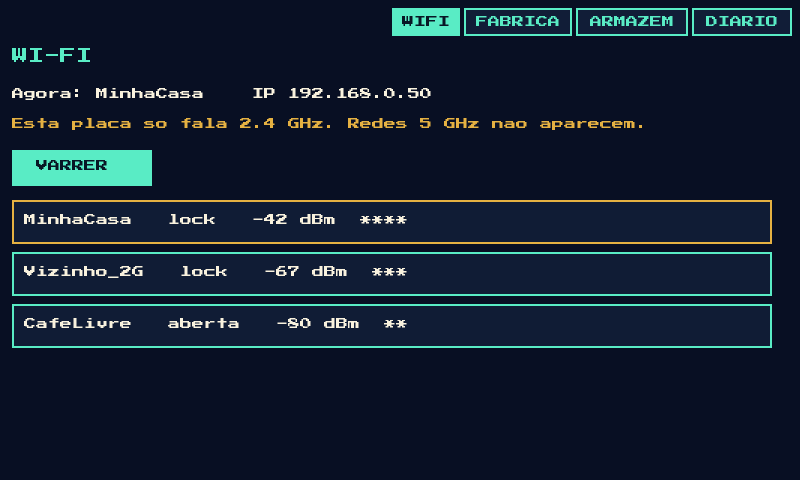 WIFI FABRICA ARMAZEM DIARIO
WI-FI
Agora: MinhaCasa IP 192.168.0.50
Esta placa so fala 2.4 GHz. Redes 5 GHz nao aparecem.
VARRER
MinhaCasa lock -42 dBm ****
Vizinho_2G lock -67 dBm ***
CafeLivre aberta -80 dBm **